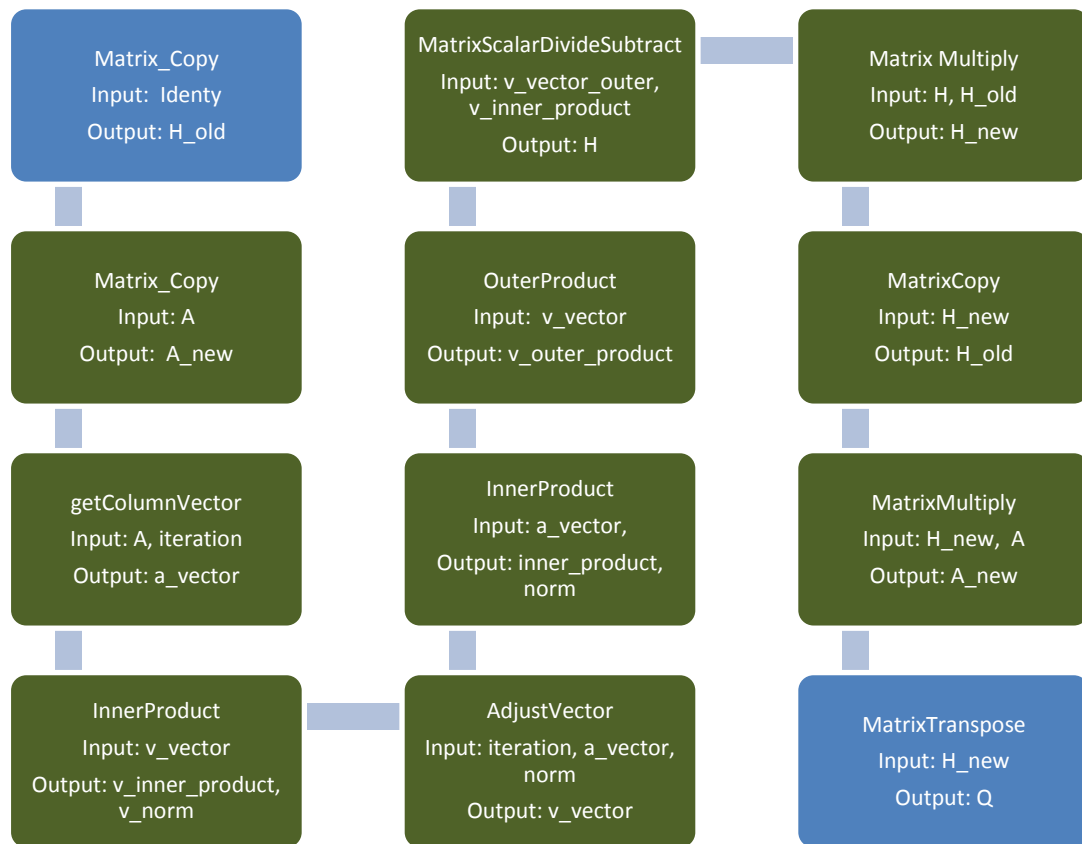 Matrix_Copy
Input:  Identy
Output: H_old
Matrix_Copy
Input: A
Output:  A_new
getColumnVector
Input: A, iteration
Output: a_vector
InnerProduct
Input: v_vector
Output: v_inner_product,
v_norm
AdjustVector
Input: iteration, a_vector,
norm
Output: v_vector
InnerProduct
Input: a_vector,
Output: inner_product,
norm
OuterProduct
Input:  v_vector
Output: v_outer_product
MatrixScalarDivideSubtract
Input: v_vector_outer,
v_inner_product
Output: H
Matrix Multiply
Input: H, H_old
Output: H_new
MatrixCopy
Input: H_new
Output: H_old
MatrixMultiply
Input: H_new,  A
Output: A_new
MatrixTranspose
Input: H_new
Output: Q